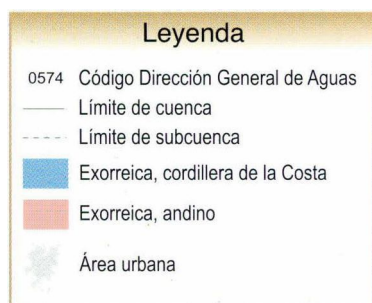 Leyenda
0574 Código Dirección General de Aguas
Límite de cuenca
Límite de subcuenca
Exorreica, cordillera de la Costa
Exorreica, andino
Área urbana